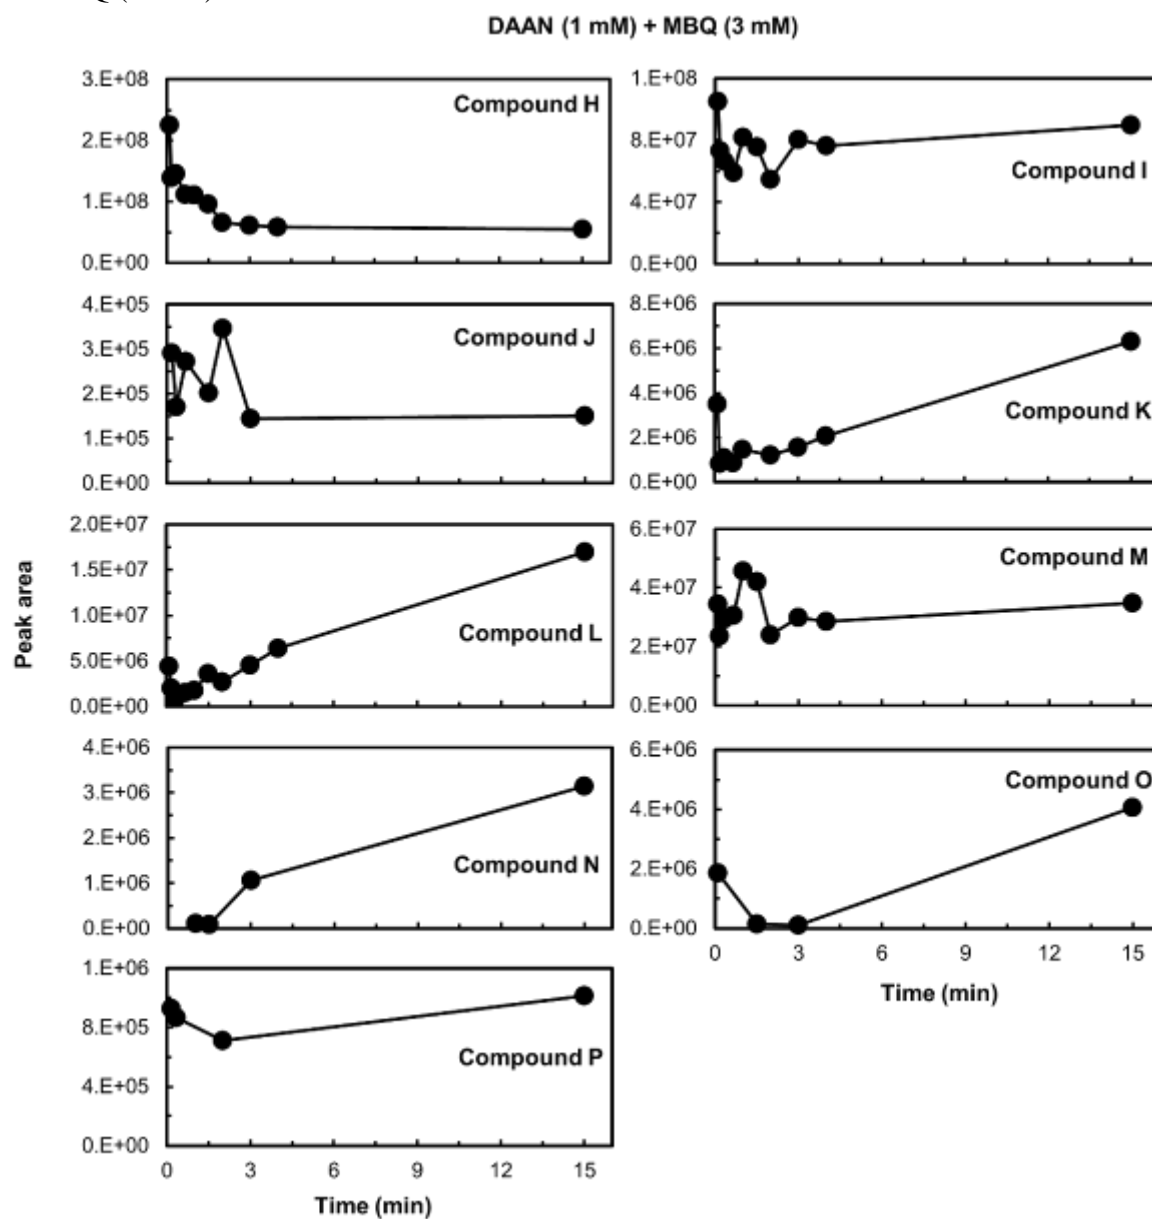 DAAN (1 mM) + MBQ (3 mM)
3.E+08
2.E+08
1.E+08
0.E+00
Compound H
1.E+08
8.E+07
4.E+07
0.E+00
Compound I
4.E+05
3.E+05
2.E+05
1.E+05
0.E+00
Compound J
8.E+06
6.E+06
4.E+06
2.E+06
0.E+00
Compound K
2.0E+07
1.5E+07
1.0E+07
5.0E+06
0.0E+00
Compound L
6.E+07
4.E+07
2.E+07
0.E+00
Compound M
Peak area
4.E+06
3.E+06
2.E+06
1.E+06
0.E+00
Compound N
6.E+06
4.E+06
2.E+06
0.E+00
Compound O
0 3 6 9 12 15
Time (min)
1.E+06
8.E+05
4.E+05
0.E+00
Compound P
0 3 6 9 12 15
Time (min)